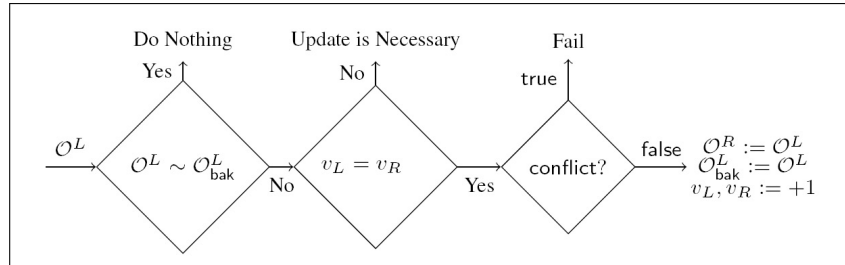 Do Nothing
Update is Necessary
Fail
Yes
No
true
𝒪^L
𝒪^L ∼ 𝒪^L_bak
No
v_L = v_R
Yes
conflict?
false
𝒪^R := 𝒪^L
𝒪^L_bak := 𝒪^L
v_L, v_R := +1